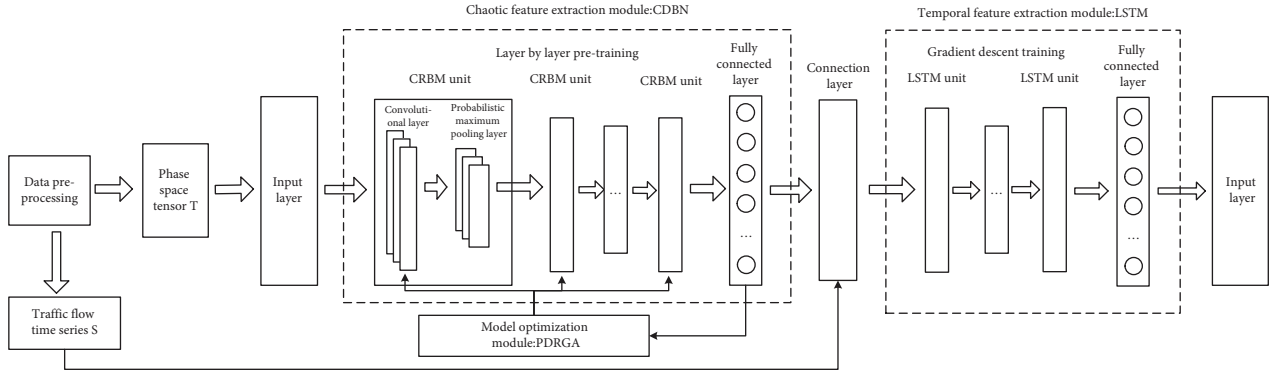 Chaotic feature extraction module:CDBN
Temporal feature extraction module:LSTM
Layer by layer pre-training
Fully
connected
layer
CRBM unit
CRBM unit
CRBM unit
Convoluti-
onal layer
Probabilistic
maximum
pooling layer
...
...
Connection
layer
Gradient descent training
LSTM unit
LSTM unit
Fully
connected
layer
...
...
Data pre-
processing
Phase
space
tensor T
Input
layer
Input
layer
Traffic flow
time series S
Model optimization
module:PDRGA